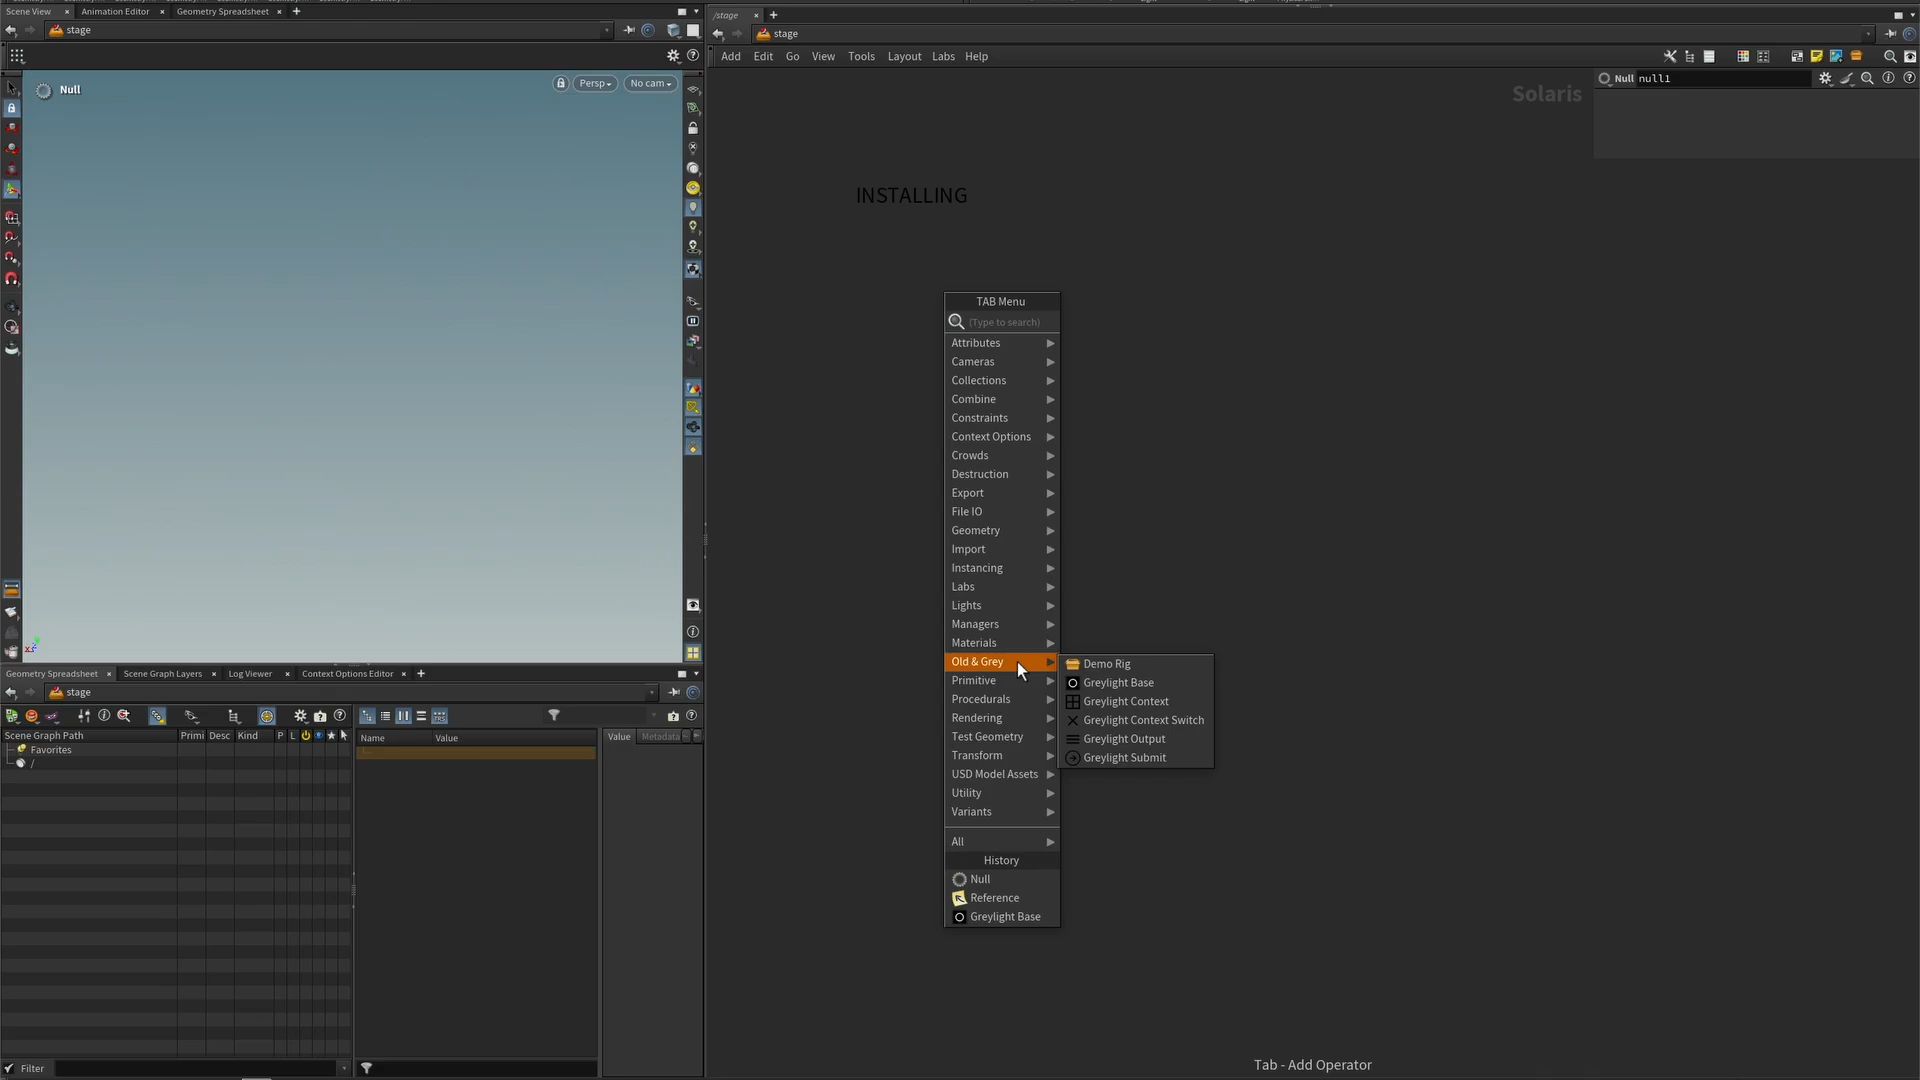 Scene View
Animation Editor
Geometry Spreadsheet
stage
Null
Persp
No cam
/stage
stage
Add Edit Go View Tools Layout Labs Help
Null null1
Solaris
INSTALLING
TAB Menu
(Type to search)
Attributes
Cameras
Collections
Combine
Constraints
Context Options
Crowds
Destruction
Export
File IO
Geometry
Import
Instancing
Labs
Lights
Managers
Materials
Old & Grey
Primitive
Procedurals
Rendering
Test Geometry
Transform
USD Model Assets
Utility
Variants
All
History
Null
Reference
Greylight Base
Demo Rig
Greylight Base
Greylight Context
Greylight Context Switch
Greylight Output
Greylight Submit
Geometry Spreadsheet
Scene Graph Layers
Log Viewer
Context Options Editor
stage
Scene Graph Path Primi Desc Kind P L
Favorites
/
Name Value
Value Metadata
Filter
Tab - Add Operator